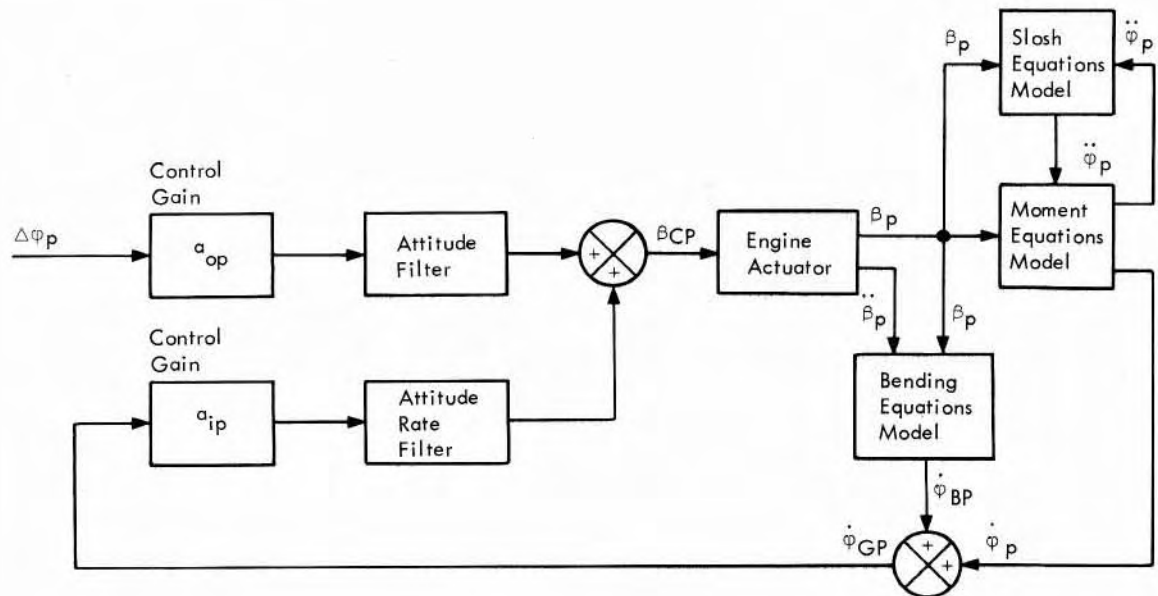 β̈p
Slosh
Equations
Model
φ̈p
βp
φ̈p
Control
Gain
Δφp
aop
Attitude
Filter
+
+
βCP
Engine
Actuator
βp
β̈p
βp
Moment
Equations
Model
Control
Gain
aip
Attitude
Rate
Filter
Bending
Equations
Model
φ̇BP
φ̇GP
+
+
φ̇p